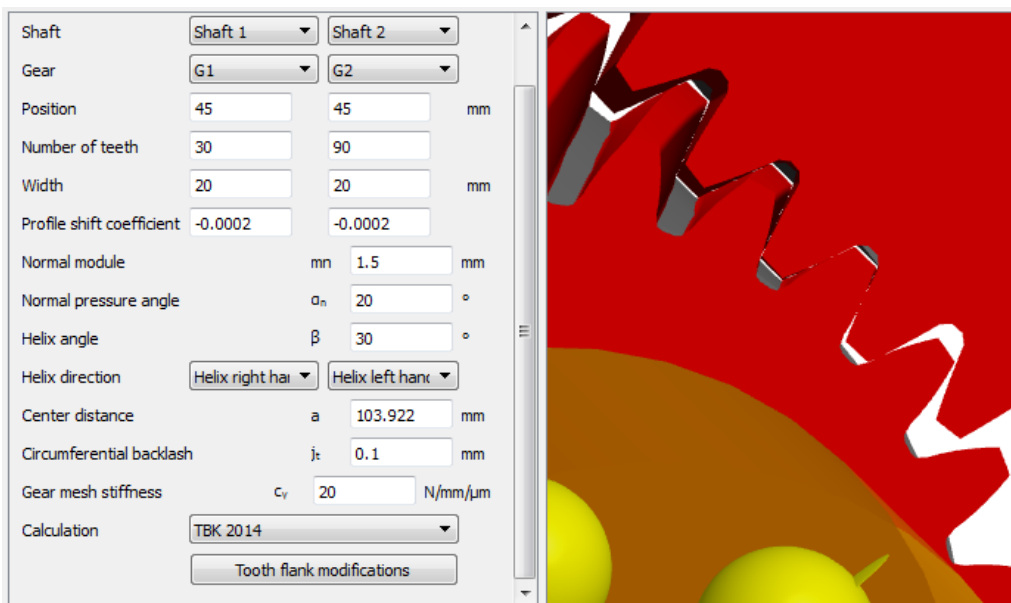 Shaft Shaft 1 Shaft 2
Gear G1 G2
Position 45 45 mm
Number of teeth 30 90
Width 20 20 mm
Profile shift coefficient -0.0002 -0.0002
Normal module mn 1.5 mm
Normal pressure angle αₙ 20 °
Helix angle β 30 °
Helix direction Helix right har Helix left hanc
Center distance a 103.922 mm
Circumferential backlash jₜ 0.1 mm
Gear mesh stiffness cᵧ 20 N/mm/µm
Calculation TBK 2014
Tooth flank modifications